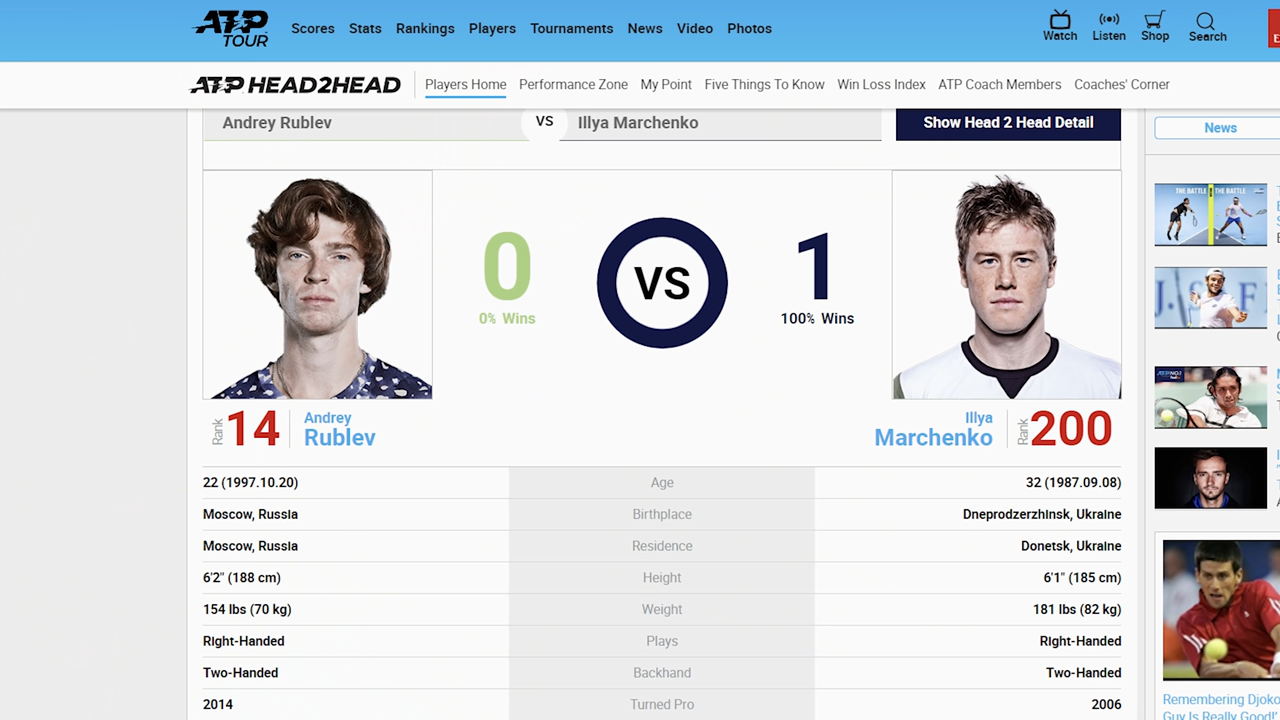 ATP TOUR
Scores Stats Rankings Players Tournaments News Video Photos
Watch Listen Shop Search
ATP HEAD2HEAD
Players Home Performance Zone My Point Five Things To Know Win Loss Index ATP Coach Members Coaches' Corner
Andrey Rublev VS Illya Marchenko Show Head 2 Head Detail
News
THE BATTLE THE BATTLE
0 VS 1
0% Wins 100% Wins
Rank 14 Andrey Rublev
Illya Marchenko Rank 200
22 (1997.10.20) Age 32 (1987.09.08)
Moscow, Russia Birthplace Dneprodzerzhinsk, Ukraine
Moscow, Russia Residence Donetsk, Ukraine
6'2" (188 cm) Height 6'1" (185 cm)
154 lbs (70 kg) Weight 181 lbs (82 kg)
Right-Handed Plays Right-Handed
Two-Handed Backhand Two-Handed
2014 Turned Pro 2006
Remembering Djoko
Guy Is Really Good!'